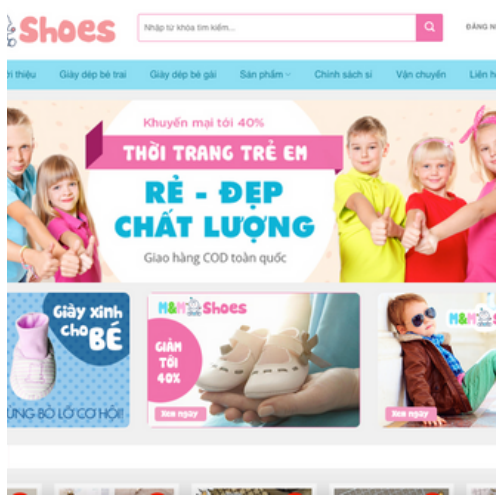 Shoes
Nhập từ khóa tìm kiếm...
ĐĂNG N
ới thiệu Giày dép bé trai Giày dép bé gái Sản phẩm Chính sách sỉ Vận chuyển Liên h
Khuyến mại tới 40%
THỜI TRANG TRẺ EM
RẺ - ĐẸP
CHẤT LƯỢNG
Giao hàng COD toàn quốc
Giày xinh
cho BÉ
ỪNG BỎ LỠ CƠ HỘI!
M&M Shoes
GIẢM
TỚI
40%
Xem ngay
M&M
Xem ngay